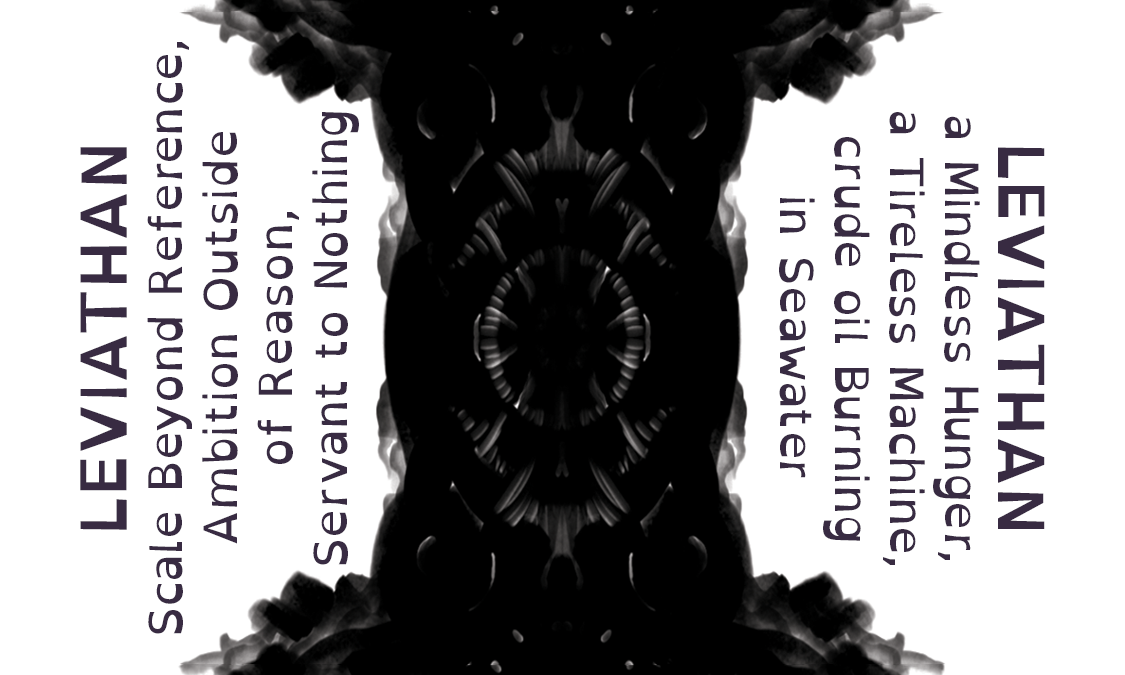 LEVIATHAN
Scale Beyond Reference,
Ambition Outside
of Reason,
Servant to Nothing
LEVIATHAN
a Mindless Hunger,
a Tireless Machine,
crude oil Burning
in Seawater